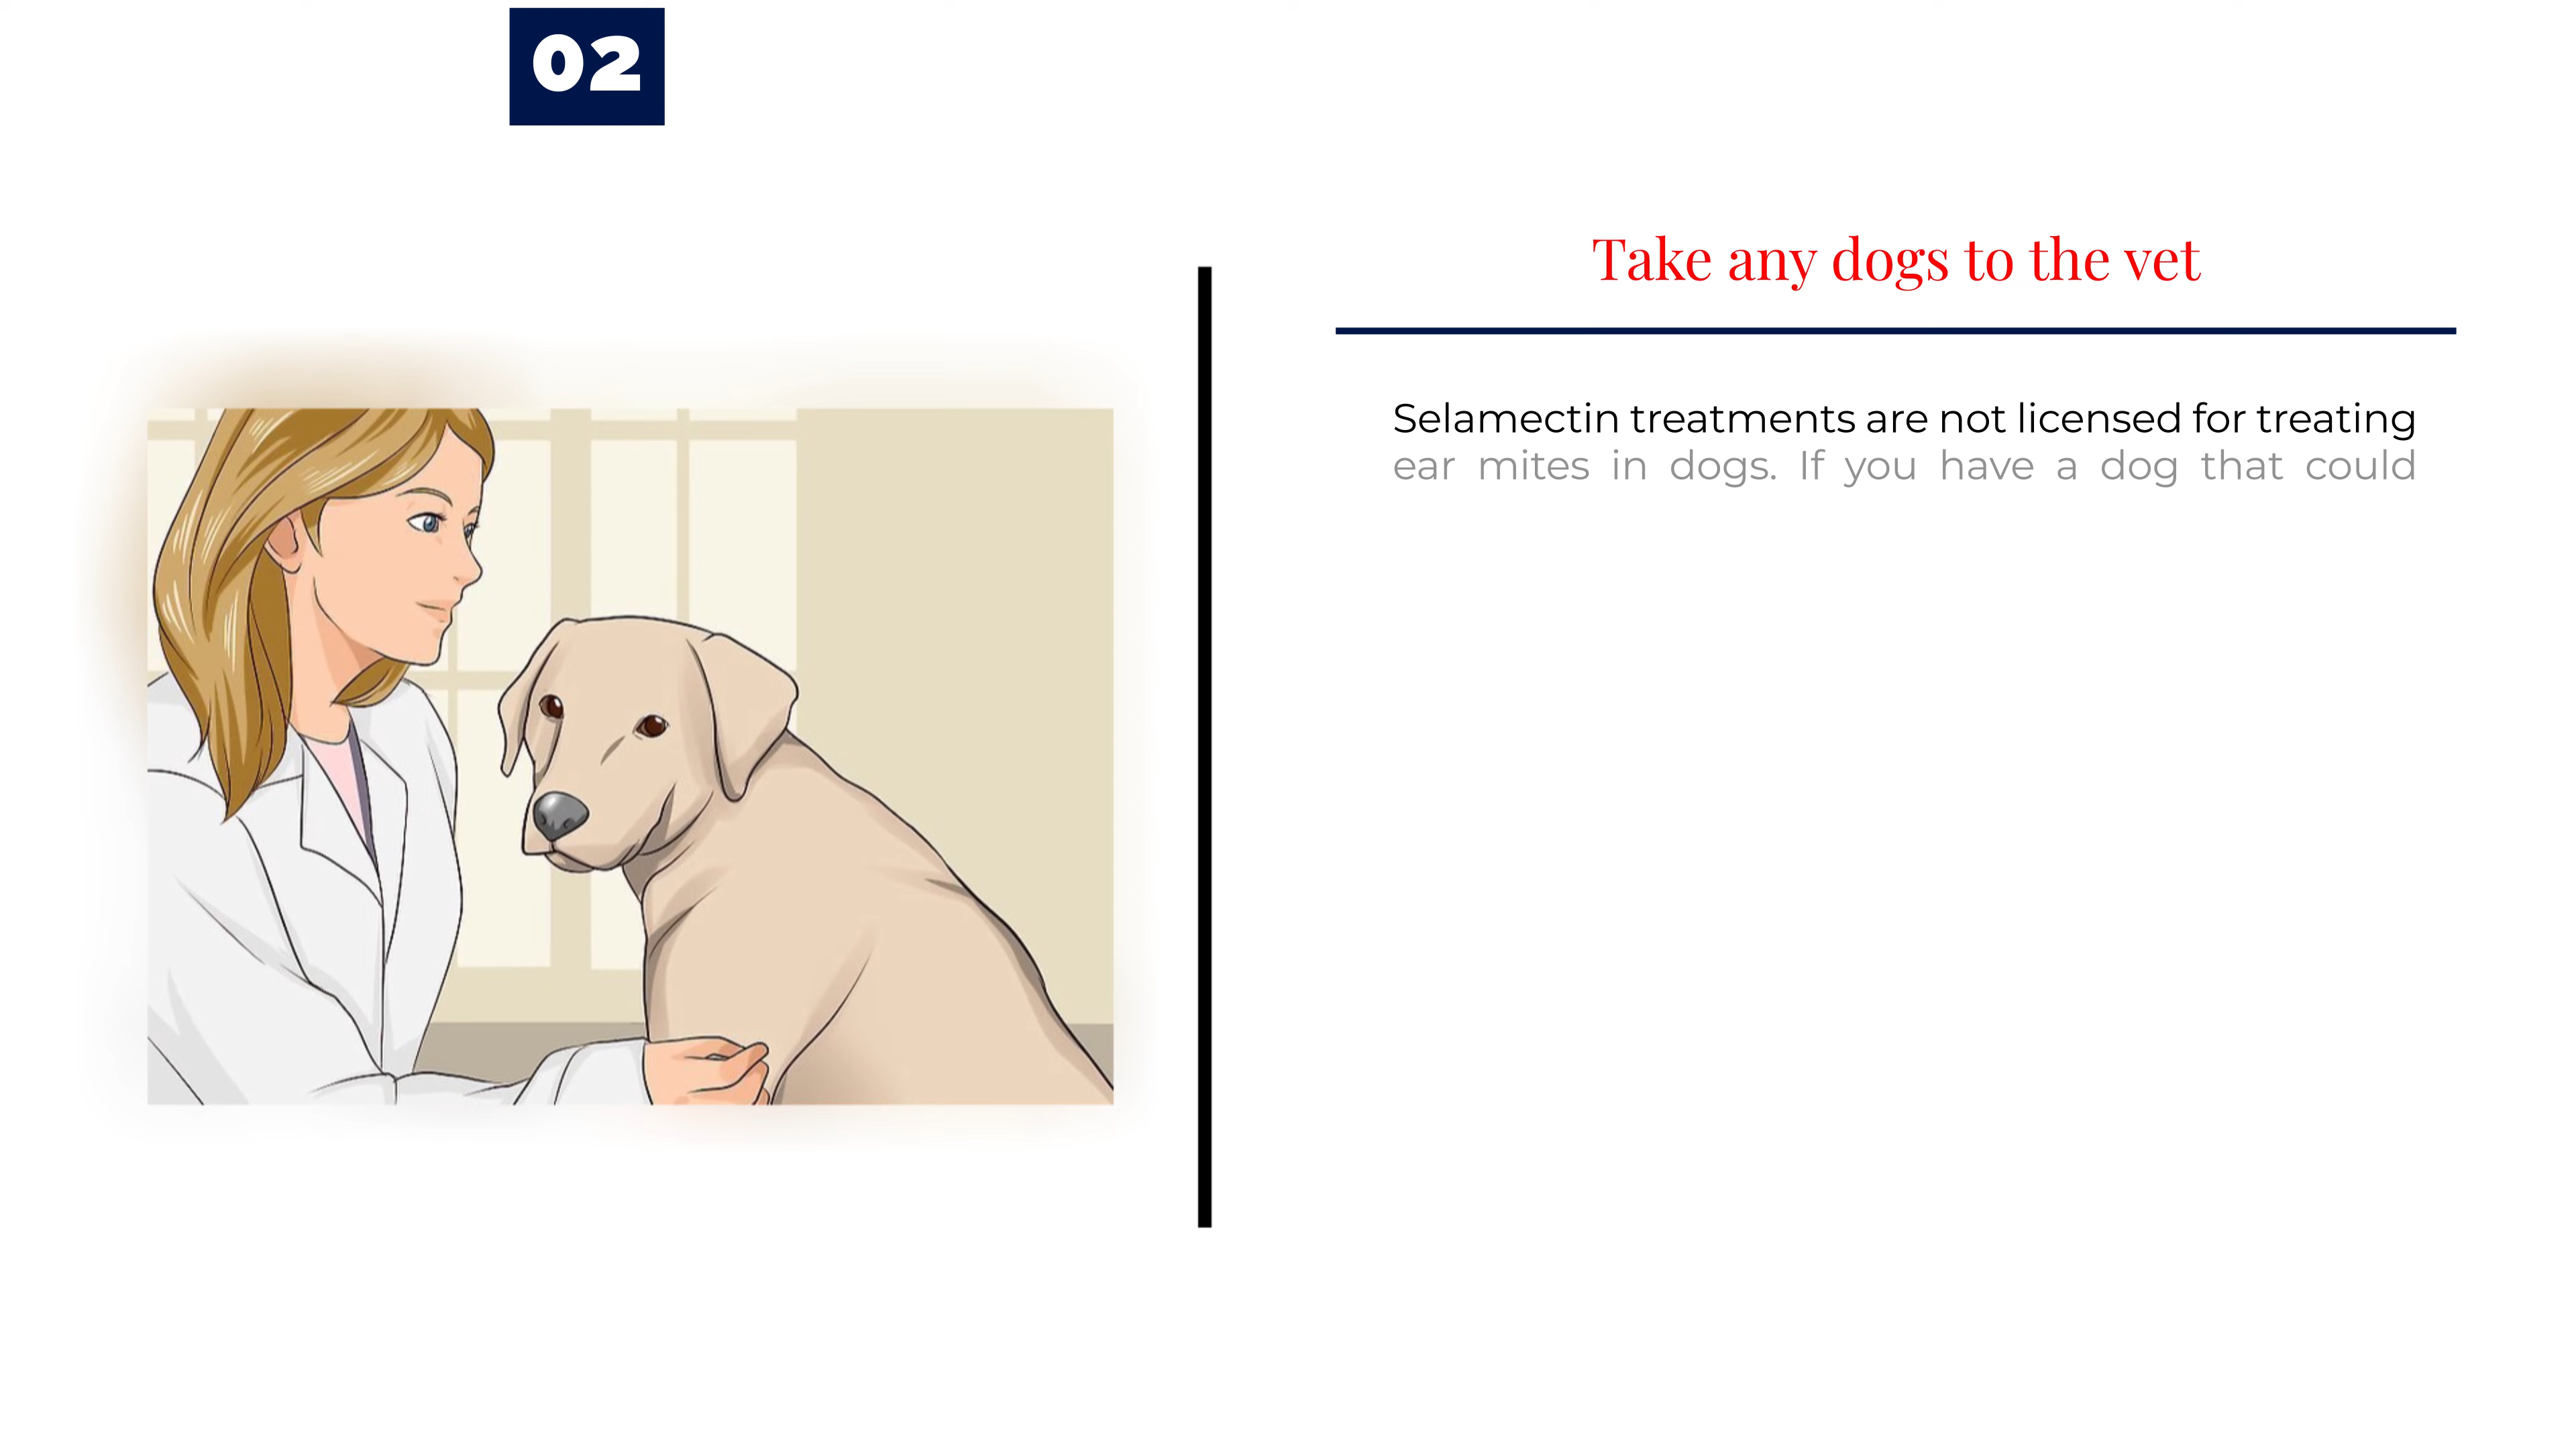 02
Take any dogs to the vet
Selamectin treatments are not licensed for treating
ear mites in dogs. If you have a dog that could